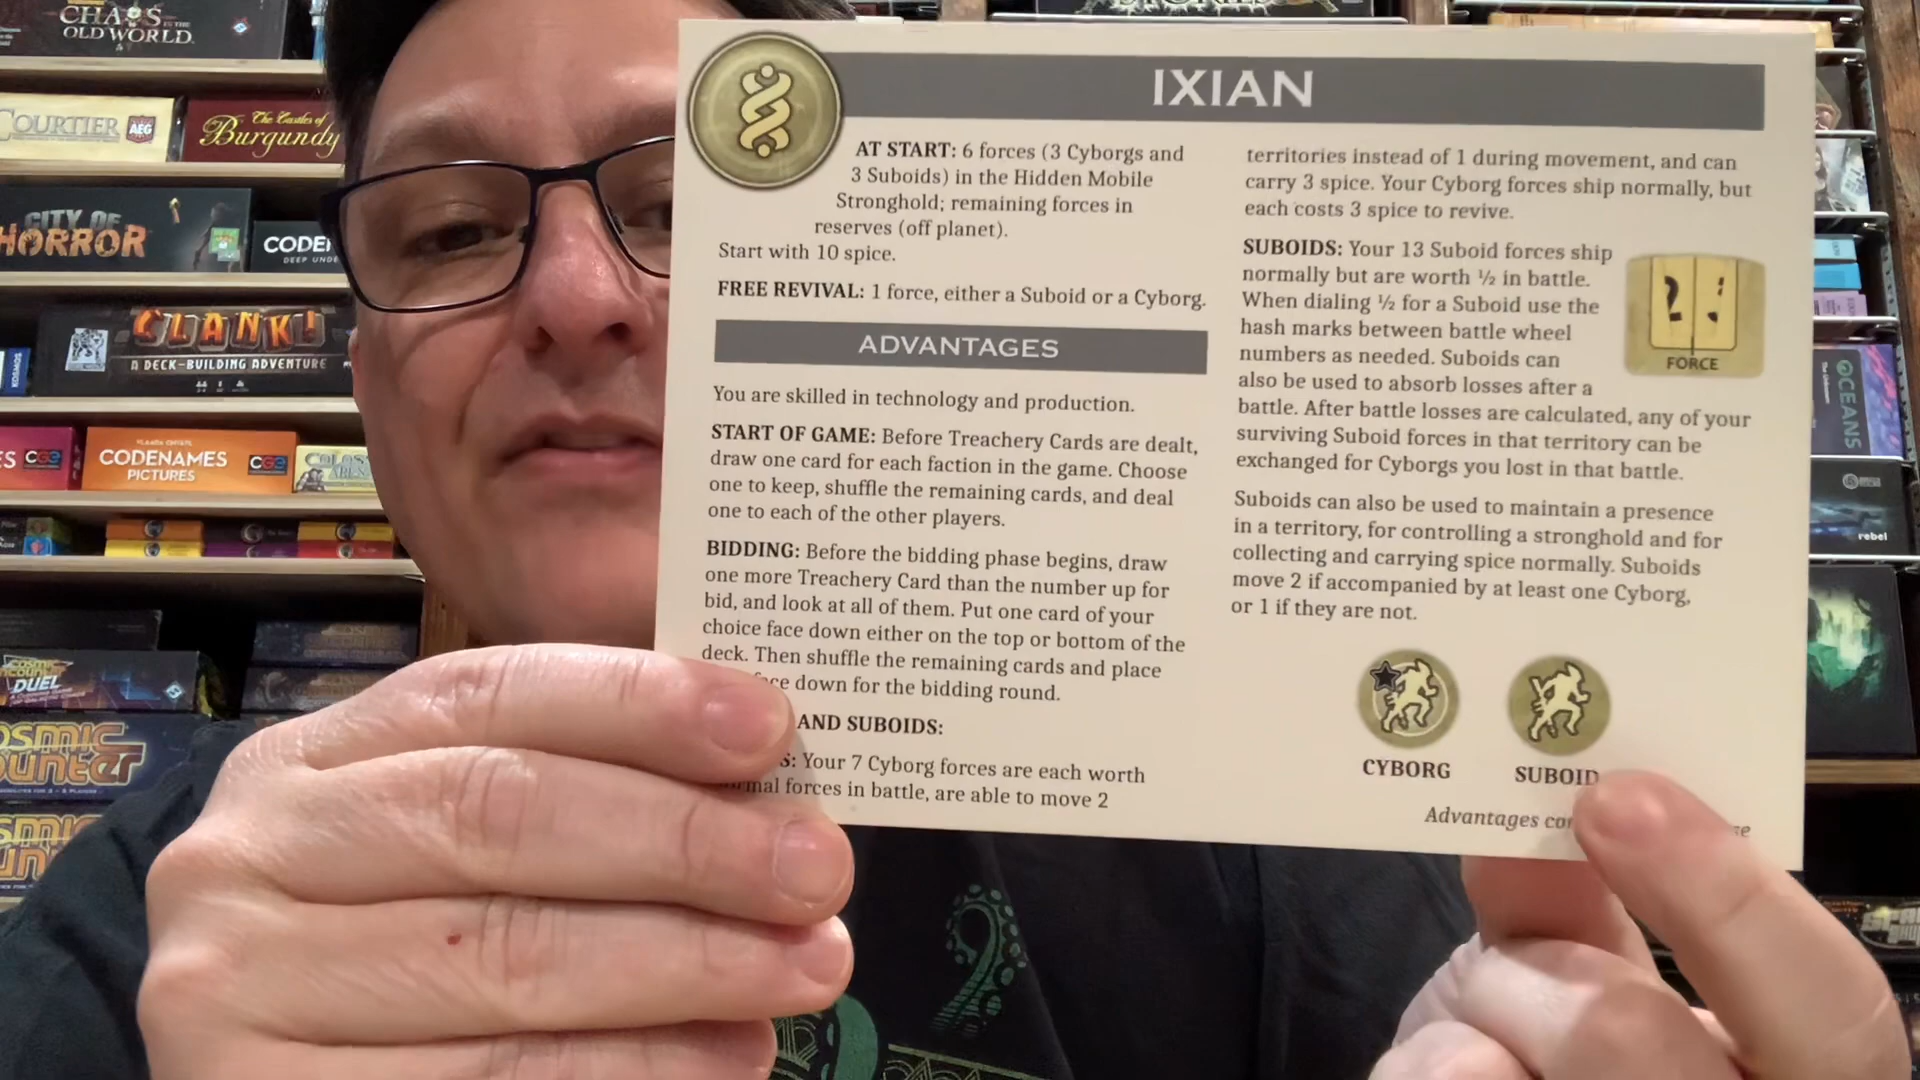 CHAOS
IN THE
OLD WORLD
COURTIER
AEG
The Castles of
Burgundy
CITY OF
HORROR
DEEP UNDE
CLANK!
A DECK-BUILDING ADVENTURE
KOSMOS
CGE
CODENAMES
PICTURES
CGE
COSMIC
DUEL
COSMIC
OCEANS
rebel
IXIAN
AT START: 6 forces (3 Cyborgs and
3 Suboids) in the Hidden Mobile
Stronghold; remaining forces in
reserves (off planet).
Start with 10 spice.
FREE REVIVAL: 1 force, either a Suboid or a Cyborg.
ADVANTAGES
You are skilled in technology and production.
START OF GAME: Before Treachery Cards are dealt,
draw one card for each faction in the game. Choose
one to keep, shuffle the remaining cards, and deal
one to each of the other players.
BIDDING: Before the bidding phase begins, draw
one more Treachery Card than the number up for
bid, and look at all of them. Put one card of your
choice face down either on the top or bottom of the
deck. Then shuffle the remaining cards and place
down for the bidding round.
AND SUBOIDS:
Your 7 Cyborg forces are each worth
forces in battle, are able to move 2
territories instead of 1 during movement, and can
carry 3 spice. Your Cyborg forces ship normally, but
each costs 3 spice to revive.
SUBOIDS: Your 13 Suboid forces ship
normally but are worth ½ in battle.
When dialing ½ for a Suboid use the
hash marks between battle wheel
numbers as needed. Suboids can
also be used to absorb losses after a
battle. After battle losses are calculated, any of your
surviving Suboid forces in that territory can be
exchanged for Cyborgs you lost in that battle.
FORCE
Suboids can also be used to maintain a presence
in a territory, for controlling a stronghold and for
collecting and carrying spice normally. Suboids
move 2 if accompanied by at least one Cyborg,
or 1 if they are not.
CYBORG
SUBOID
Advantages